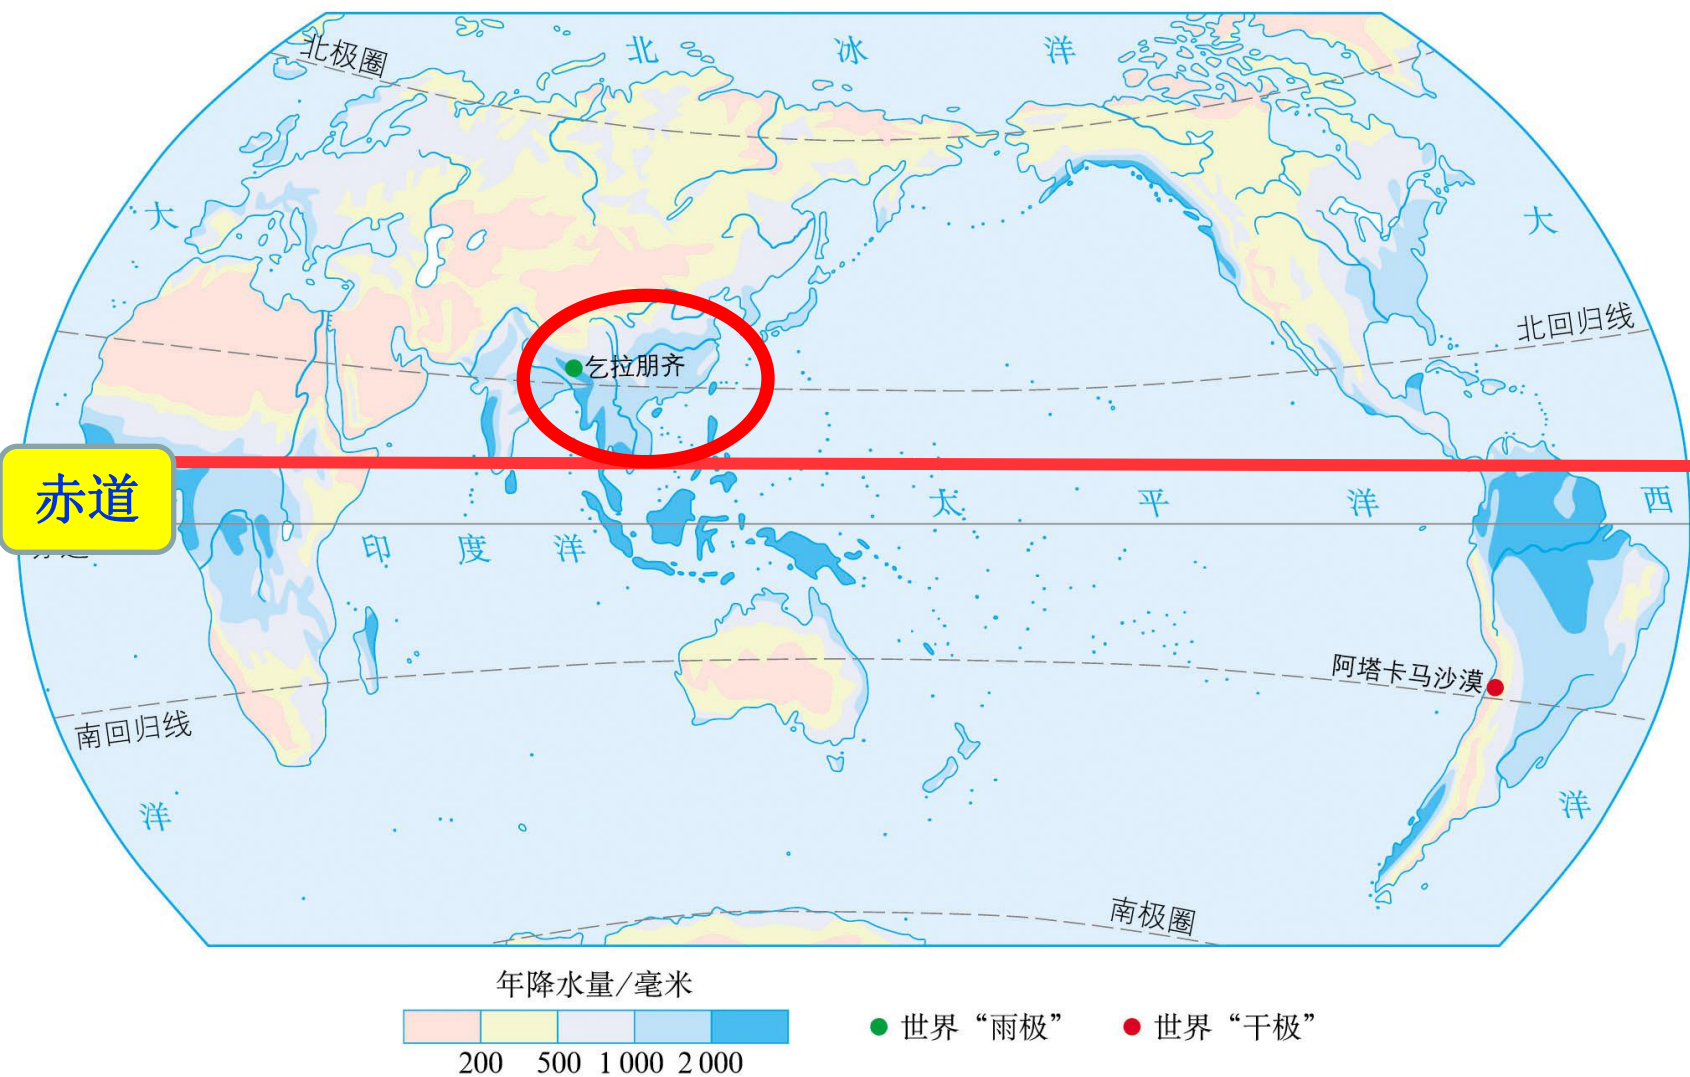 北冰洋
北极圈
大
大
北回归线
乞拉朋齐
赤道
太平洋
西
印度洋
阿塔卡马沙漠
南回归线
洋
洋
南极圈
年降水量/毫米
200 500 1 000 2 000
世界“雨极”
世界“干极”